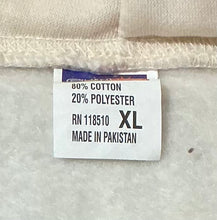 80% COTTON
20% POLYESTER
RN 118510 XL
MADE IN PAKISTAN